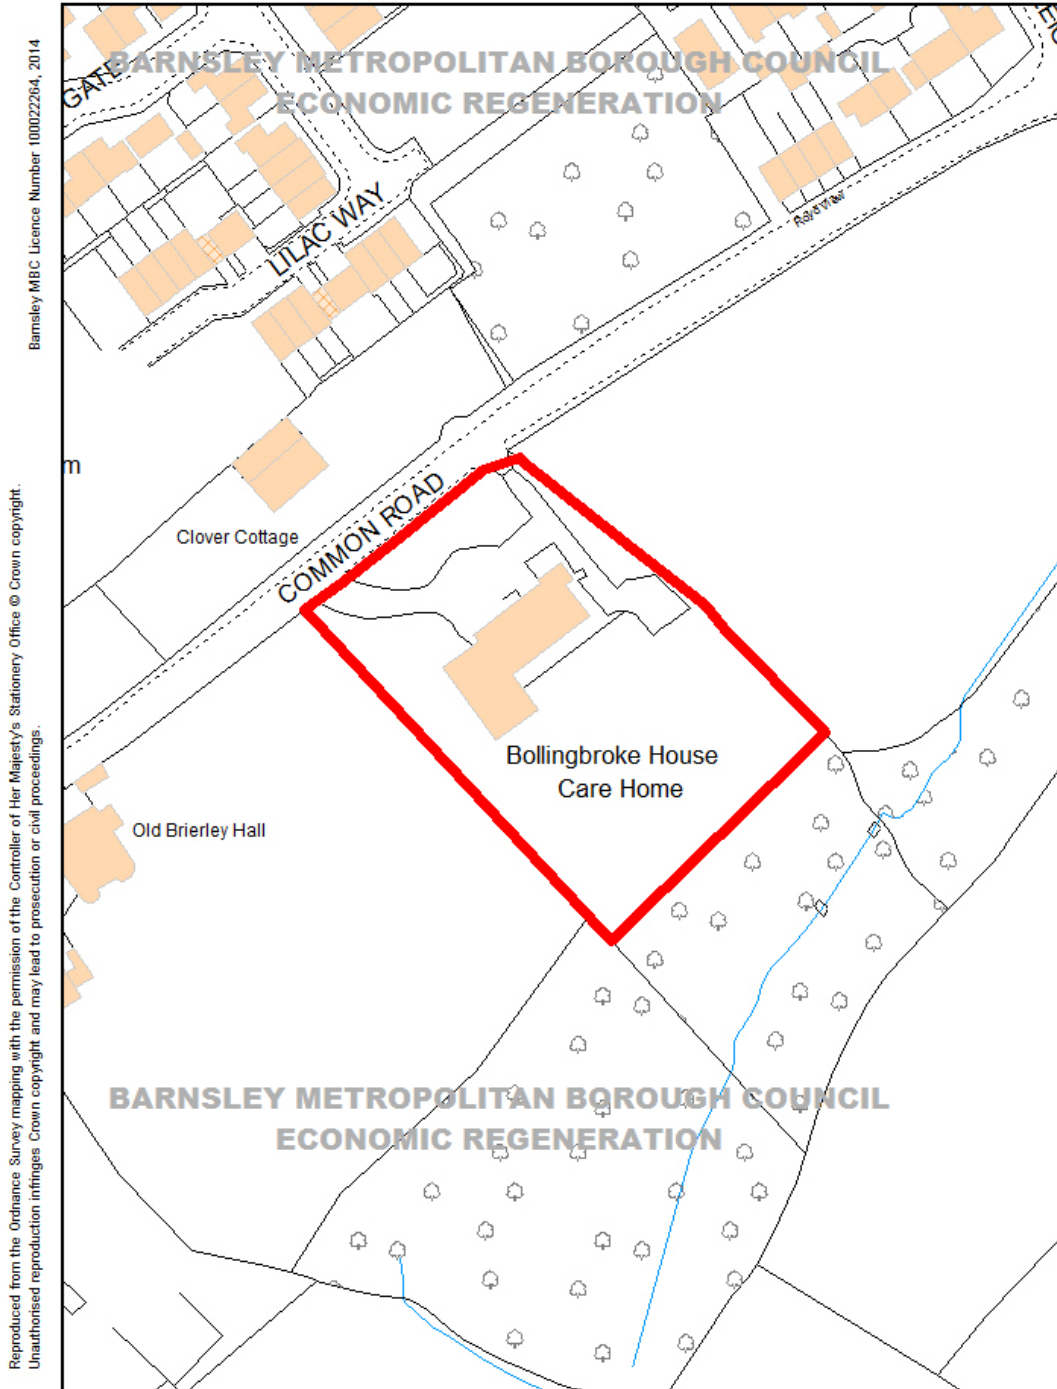 BARNSLEY METROPOLITAN BOROUGH COUNCIL
ECONOMIC REGENERATION
GATE
LILAC WAY
Royd View
m
Clover Cottage
COMMON ROAD
Bollingbroke House
Care Home
Old Brierley Hall
BARNSLEY METROPOLITAN BOROUGH COUNCIL
ECONOMIC REGENERATION
Barnsley MBC Licence Number 100022264, 2014
Reproduced from the Ordnance Survey mapping with the permission of the Controller of Her Majesty's Stationery Office © Crown copyright.
Unauthorised reproduction infringes Crown copyright and may lead to prosecution or civil proceedings.